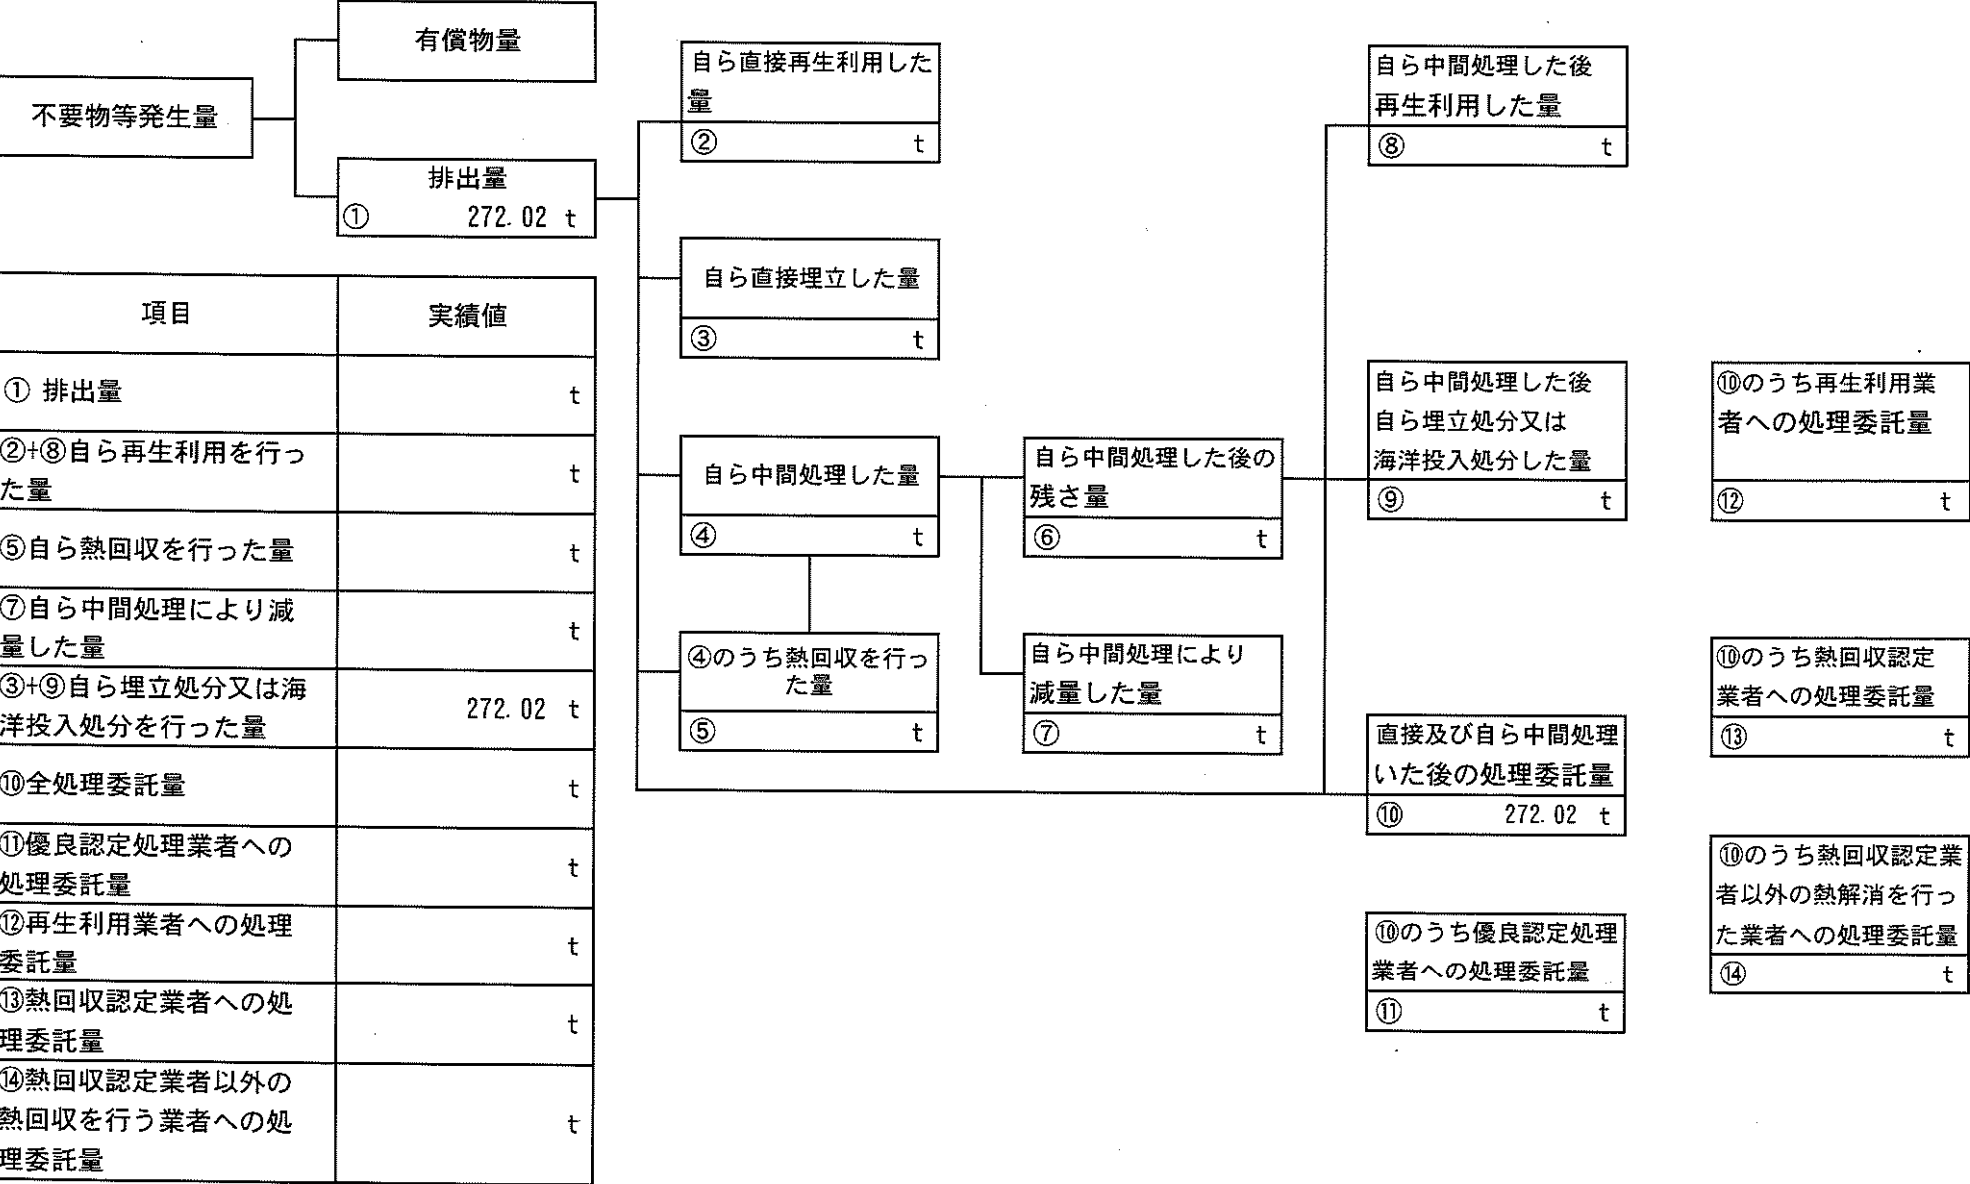 有償物量
不要物等発生量
排出量
① 272.02 t
項目 実績値
① 排出量 t
②+⑧自ら再生利用を行っ
た量 t
⑤自ら熱回収を行った量 t
⑦自ら中間処理により減
量した量 t
③+⑨自ら埋立処分又は海
洋投入処分を行った量 272.02 t
⑩全処理委託量 t
⑪優良認定処理業者への
処理委託量 t
⑫再生利用業者への処理
委託量 t
⑬熱回収認定業者への処
理委託量 t
⑭熱回収認定業者以外の
熱回収を行う業者への処
理委託量 t
自ら直接再生利用した
量
② t
自ら直接埋立した量
③ t
自ら中間処理した量
④ t
④のうち熱回収を行っ
た量
⑤ t
自ら中間処理した後の
残さ量
⑥ t
自ら中間処理により
減量した量
⑦ t
自ら中間処理した後
再生利用した量
⑧ t
自ら中間処理した後
自ら埋立処分又は
海洋投入処分した量
⑨ t
直接及び自ら中間処理
いた後の処理委託量
⑩ 272.02 t
⑩のうち優良認定処理
業者への処理委託量
⑪ t
⑩のうち再生利用業
者への処理委託量
⑫ t
⑩のうち熱回収認定
業者への処理委託量
⑬ t
⑩のうち熱回収認定業
者以外の熱解消を行っ
た業者への処理委託量
⑭ t